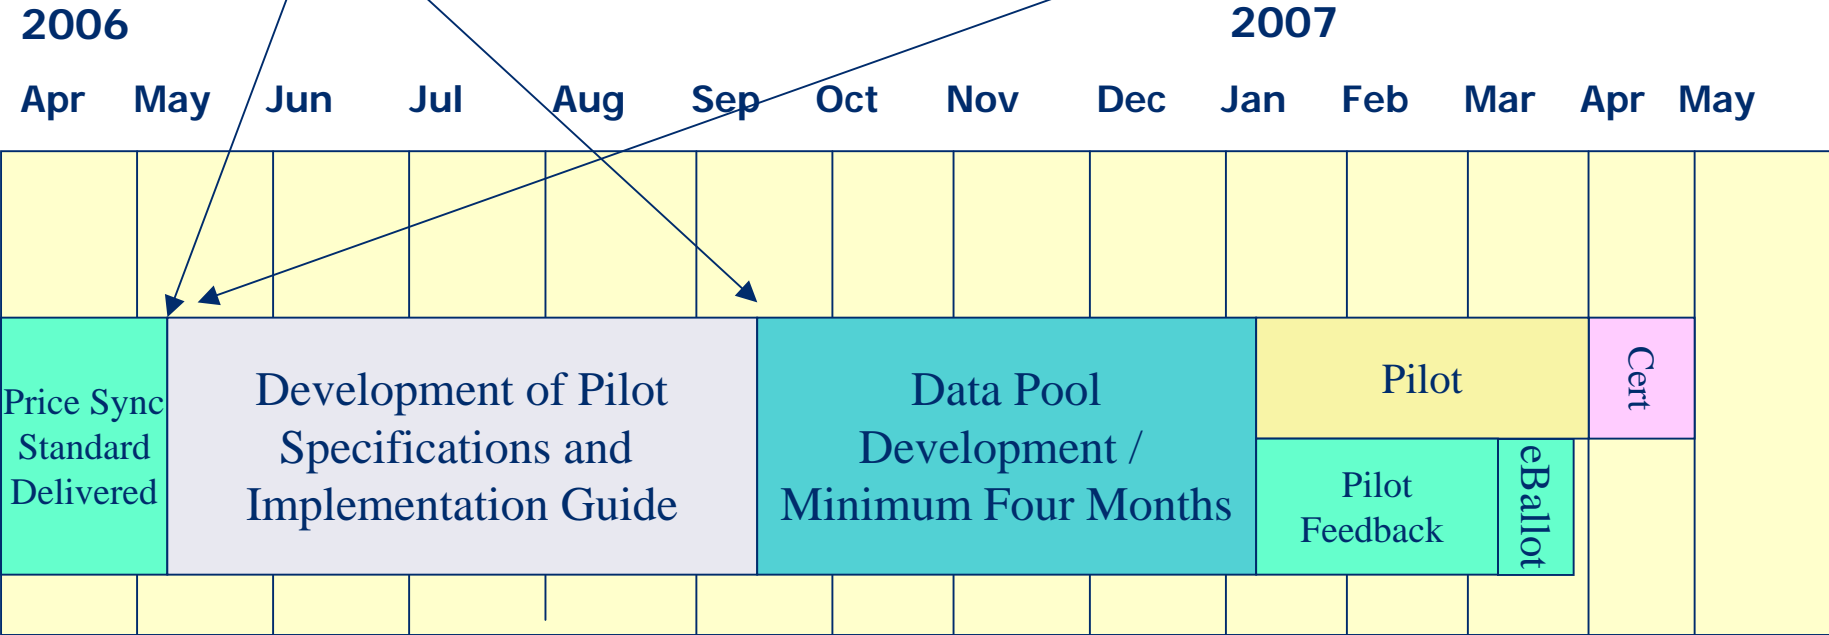 2006 2007
Apr May Jun Jul Aug Sep Oct Nov Dec Jan Feb Mar Apr May
Price Sync
Standard
Delivered
Development of Pilot
Specifications and
Implementation Guide
Data Pool
Development /
Minimum Four Months
Pilot
Cert
Pilot
Feedback
eBallot